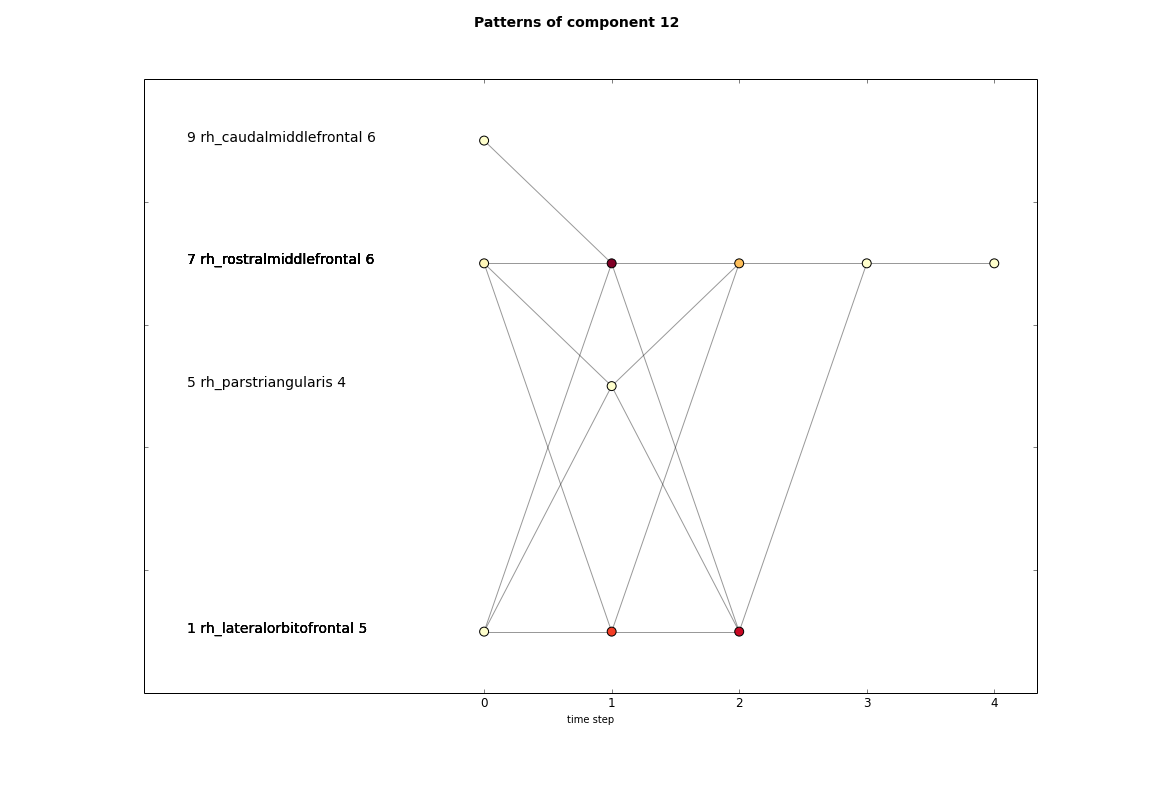 Patterns of component 12
9 rh_caudalmiddlefrontal 6
7 rh_rostralmiddlefrontal 6
5 rh_parstriangularis 4
1 rh_lateralorbitofrontal 5
0 1 2 3 4
time step